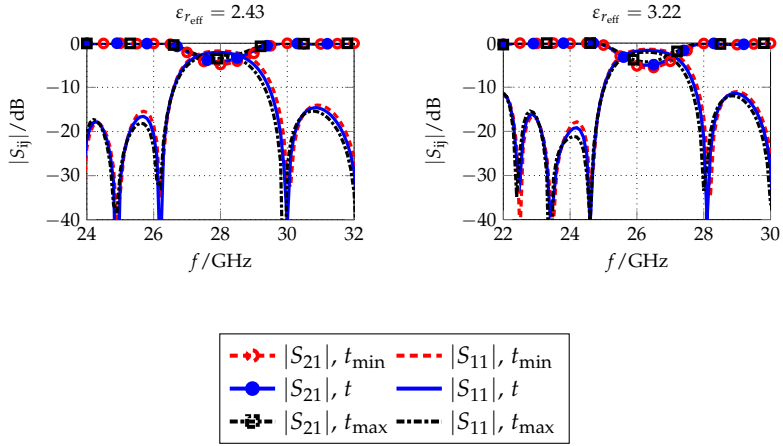 ε_{r_eff} = 2.43
ε_{r_eff} = 3.22
|S_ij| / dB
0
−10
−20
−30
−40
24 26 28 30 32
f/GHz
|S_ij| / dB
0
−10
−20
−30
−40
22 24 26 28 30
f/GHz
|S_21|, t_min |S_11|, t_min
|S_21|, t |S_11|, t
|S_21|, t_max |S_11|, t_max